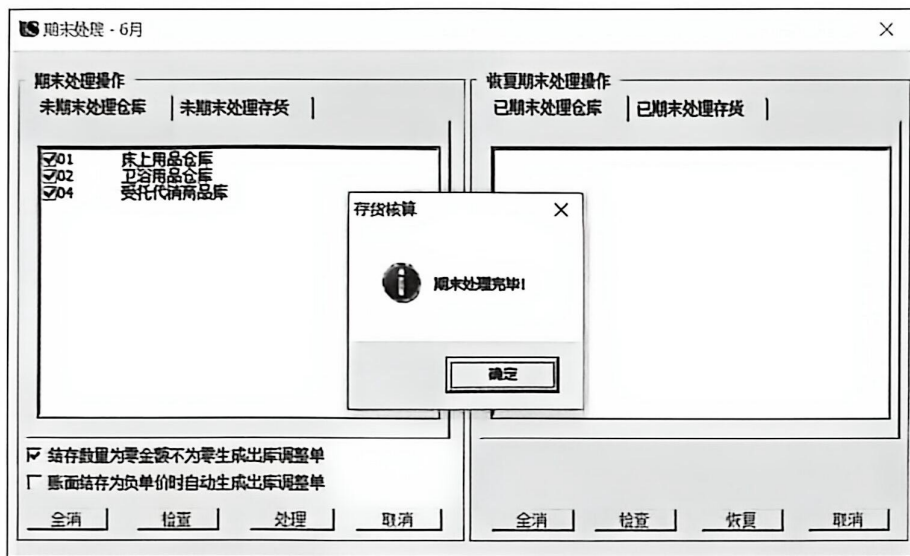 期末处理 - 6月
期末处理操作
未期末处理仓库 未期末处理存货
01 床上用品仓库
02 卫浴用品仓库
04 受托代销商品库
结存数量为零金额不为零生成出库调整单
账面结存为负单价时自动生成出库调整单
全消 检查 处理 取消
恢复期末处理操作
已期末处理仓库 已期末处理存货
全消 检查 恢复 取消
存货核算
期末处理完毕!
确定